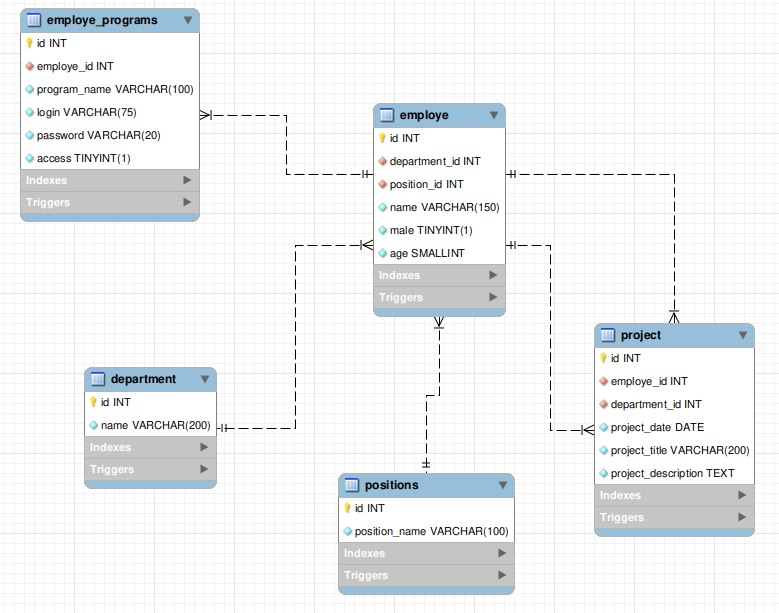 employe_programs
id INT
employe_id INT
program_name VARCHAR(100)
login VARCHAR(75)
password VARCHAR(20)
access TINYINT(1)
Indexes
Triggers
employe
id INT
department_id INT
position_id INT
name VARCHAR(150)
male TINYINT(1)
age SMALLINT
Indexes
Triggers
department
id INT
name VARCHAR(200)
Indexes
Triggers
positions
id INT
position_name VARCHAR(100)
Indexes
Triggers
project
id INT
employe_id INT
department_id INT
project_date DATE
project_title VARCHAR(200)
project_description TEXT
Indexes
Triggers